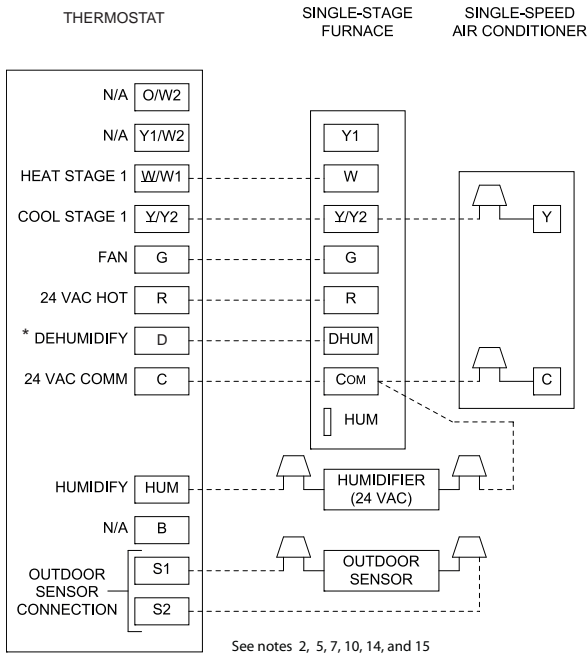 THERMOSTAT
SINGLE-STAGE
FURNACE
SINGLE-SPEED
AIR CONDITIONER
N/A O/W2
N/A Y1/W2 Y1
HEAT STAGE 1 W/W1 W
COOL STAGE 1 Y/Y2 Y/Y2 Y
FAN G G
24 VAC HOT R R
* DEHUMIDIFY D DHUM
24 VAC COMM C COM C
HUM
HUMIDIFY HUM HUMIDIFIER
(24 VAC)
N/A B
OUTDOOR
SENSOR
CONNECTION
S1
S2
OUTDOOR
SENSOR
See notes 2, 5, 7, 10, 14, and 15